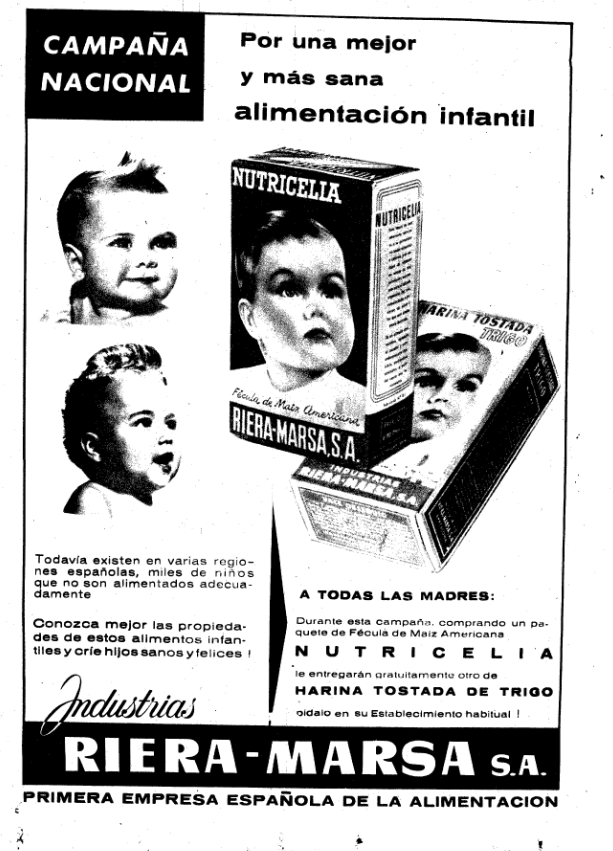 CAMPAÑA
NACIONAL
Por una mejor
y más sana
alimentación infantil
NUTRICELIA
NUTRICELIA
Fécula de Maiz Americana
RIERA-MARSA, S.A.
HARINA TOSTADA
TRIGO
INDUSTRIAS
RIERA-MARSA S.A.
Todavía existen en varias regio-
nes españolas, miles de niños
que no son alimentados adecua-
damente
Conozca mejor las propieda-
des de estos alimentos infan-
tiles y críe hijos sanos y felices !
A TODAS LAS MADRES:
Durante esta campaña, comprando un pa-
quete de Fécula de Maiz Americana
NUTRICELIA
le entregarán gratuitamente otro de
HARINA TOSTADA DE TRIGO
pídalo en su Establecimiento habitual !
Industrias
RIERA-MARSA S.A.
PRIMERA EMPRESA ESPAÑOLA DE LA ALIMENTACION